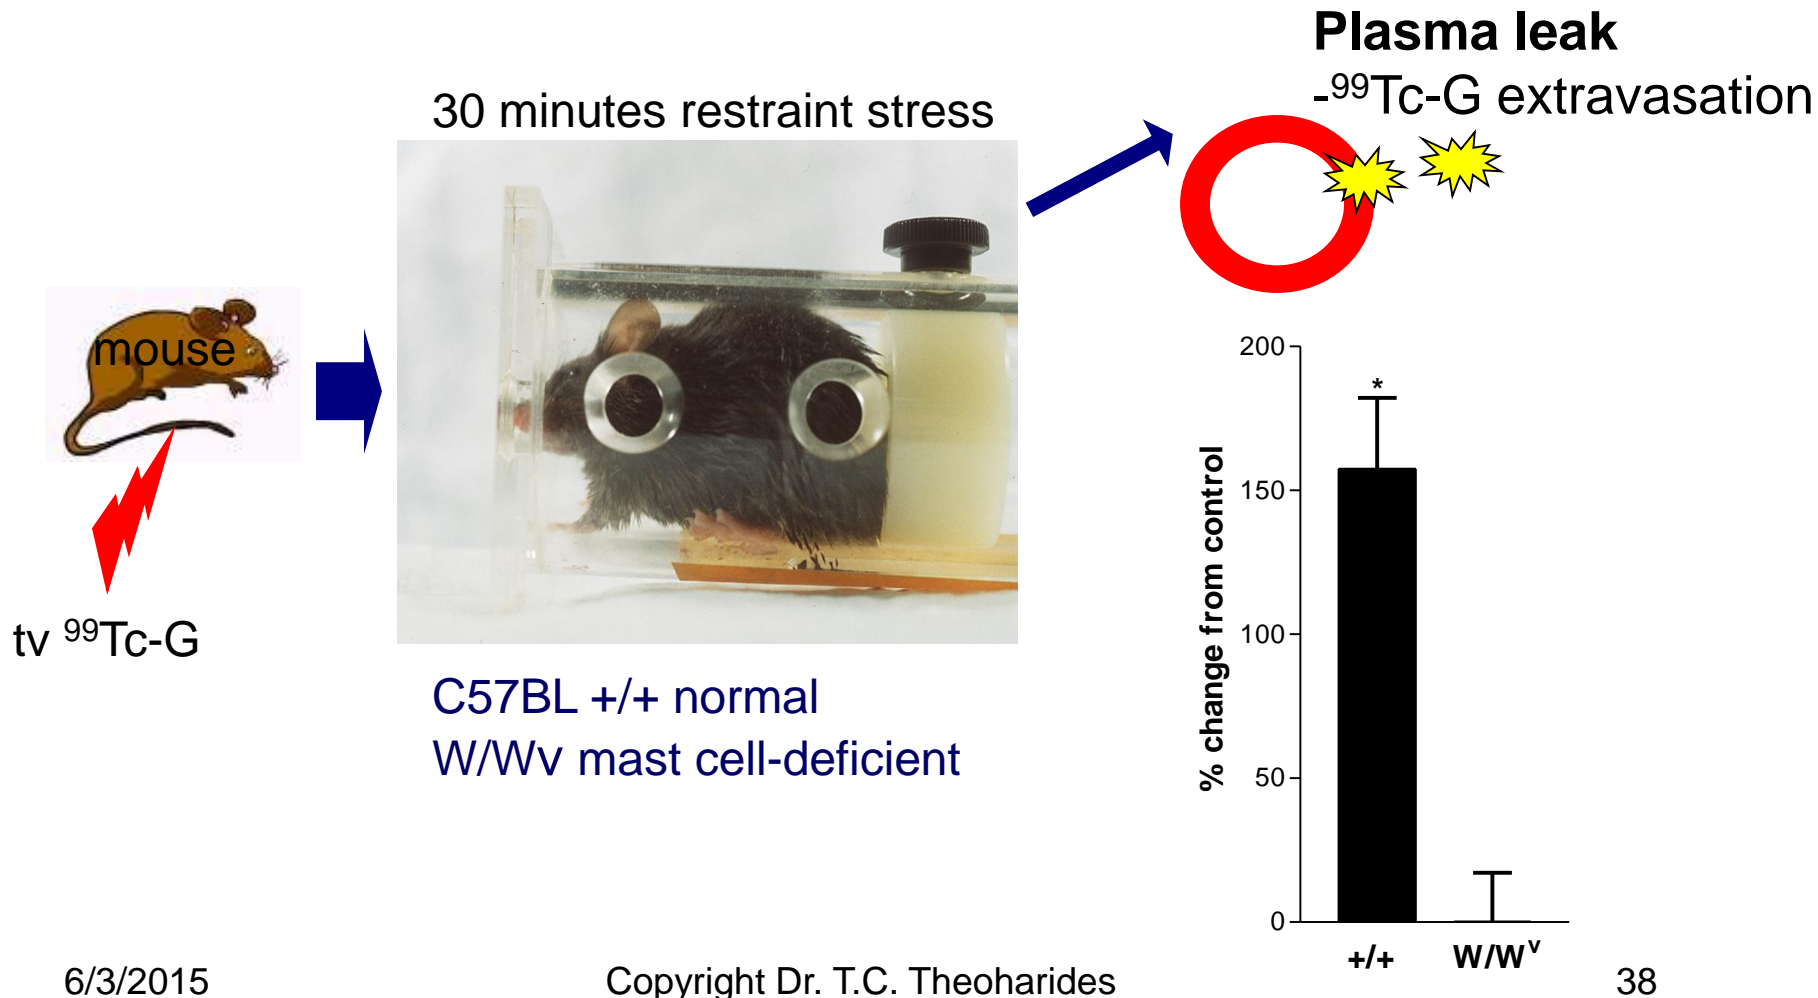 Plasma leak
-⁹⁹Tc-G extravasation
30 minutes restraint stress
mouse
tv ⁹⁹Tc-G
C57BL +/+ normal
W/Wv mast cell-deficient
% change from control
200
150
100
50
0
*
+/+ W/Wᵛ
6/3/2015 Copyright Dr. T.C. Theoharides 38